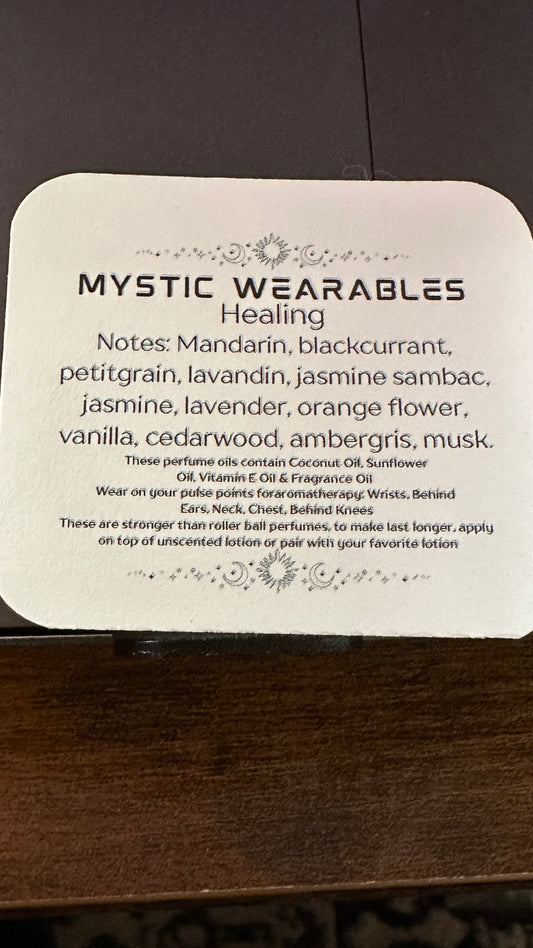 MYSTIC WEARABLES
Healing
Notes: Mandarin, blackcurrant,
petitgrain, lavandin, jasmine sambac,
jasmine, lavender, orange flower,
vanilla, cedarwood, ambergris, musk.
These perfume oils contain Coconut Oil, Sunflower
Oil, Vitamin E Oil & Fragrance Oil
Wear on your pulse points foraromatherapy: Wrists, Behind
Ears, Neck, Chest, Behind Knees
These are stronger than roller ball perfumes, to make last longer, apply
on top of unscented lotion or pair with your favorite lotion